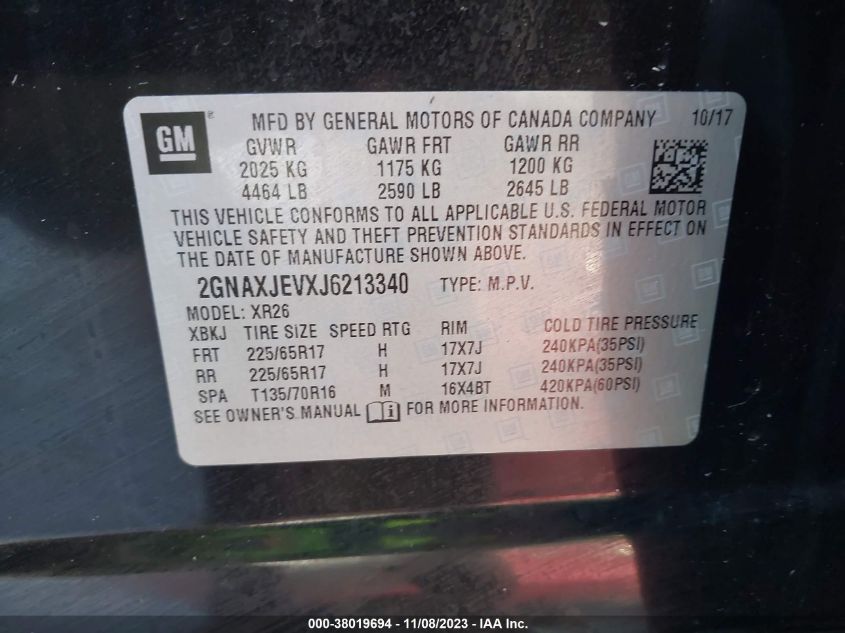 GM ® MFD BY GENERAL MOTORS OF CANADA COMPANY 10/17
GVWR GAWR FRT GAWR RR
2025 KG 1175 KG 1200 KG
4464 LB 2590 LB 2645 LB
THIS VEHICLE CONFORMS TO ALL APPLICABLE U.S. FEDERAL MOTOR
VEHICLE SAFETY AND THEFT PREVENTION STANDARDS IN EFFECT ON
THE DATE OF MANUFACTURE SHOWN ABOVE.
2GNAXJEVXJ6213340 TYPE: M.P.V.
MODEL: XR26
XBKJ TIRE SIZE SPEED RTG RIM COLD TIRE PRESSURE
FRT 225/65R17 H 17X7J 240KPA(35PSI)
RR 225/65R17 H 17X7J 240KPA(35PSI)
SPA T135/70R16 M 16X4BT 420KPA(60PSI)
SEE OWNER'S MANUAL FOR MORE INFORMATION.
000-38019694 - 11/08/2023 - IAA Inc.